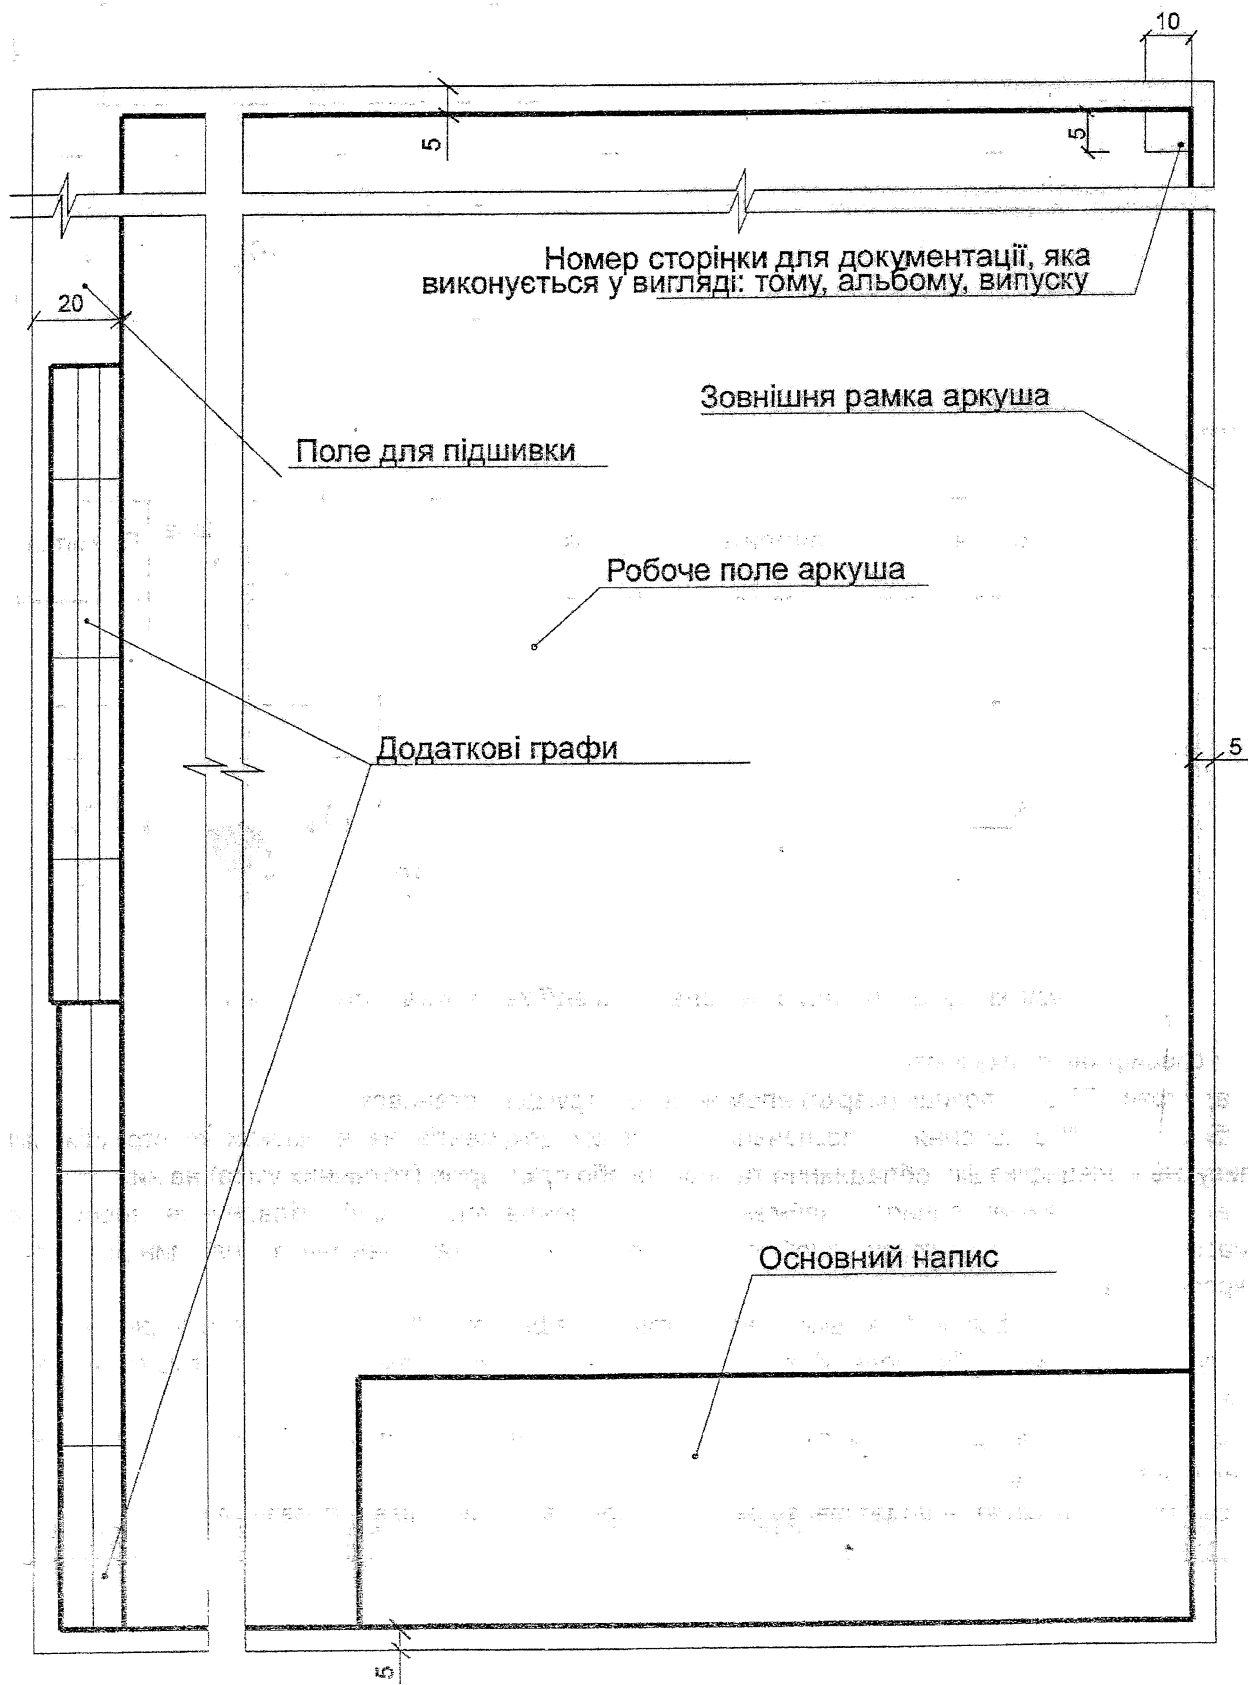 10
5
5
Номер сторінки для документації, яка
виконується у вигляді: тому, альбому, випуску
20
Зовнішня рамка аркуша
Поле для підшивки
Робоче поле аркуша
Додаткові графи
5
Основний напис
5